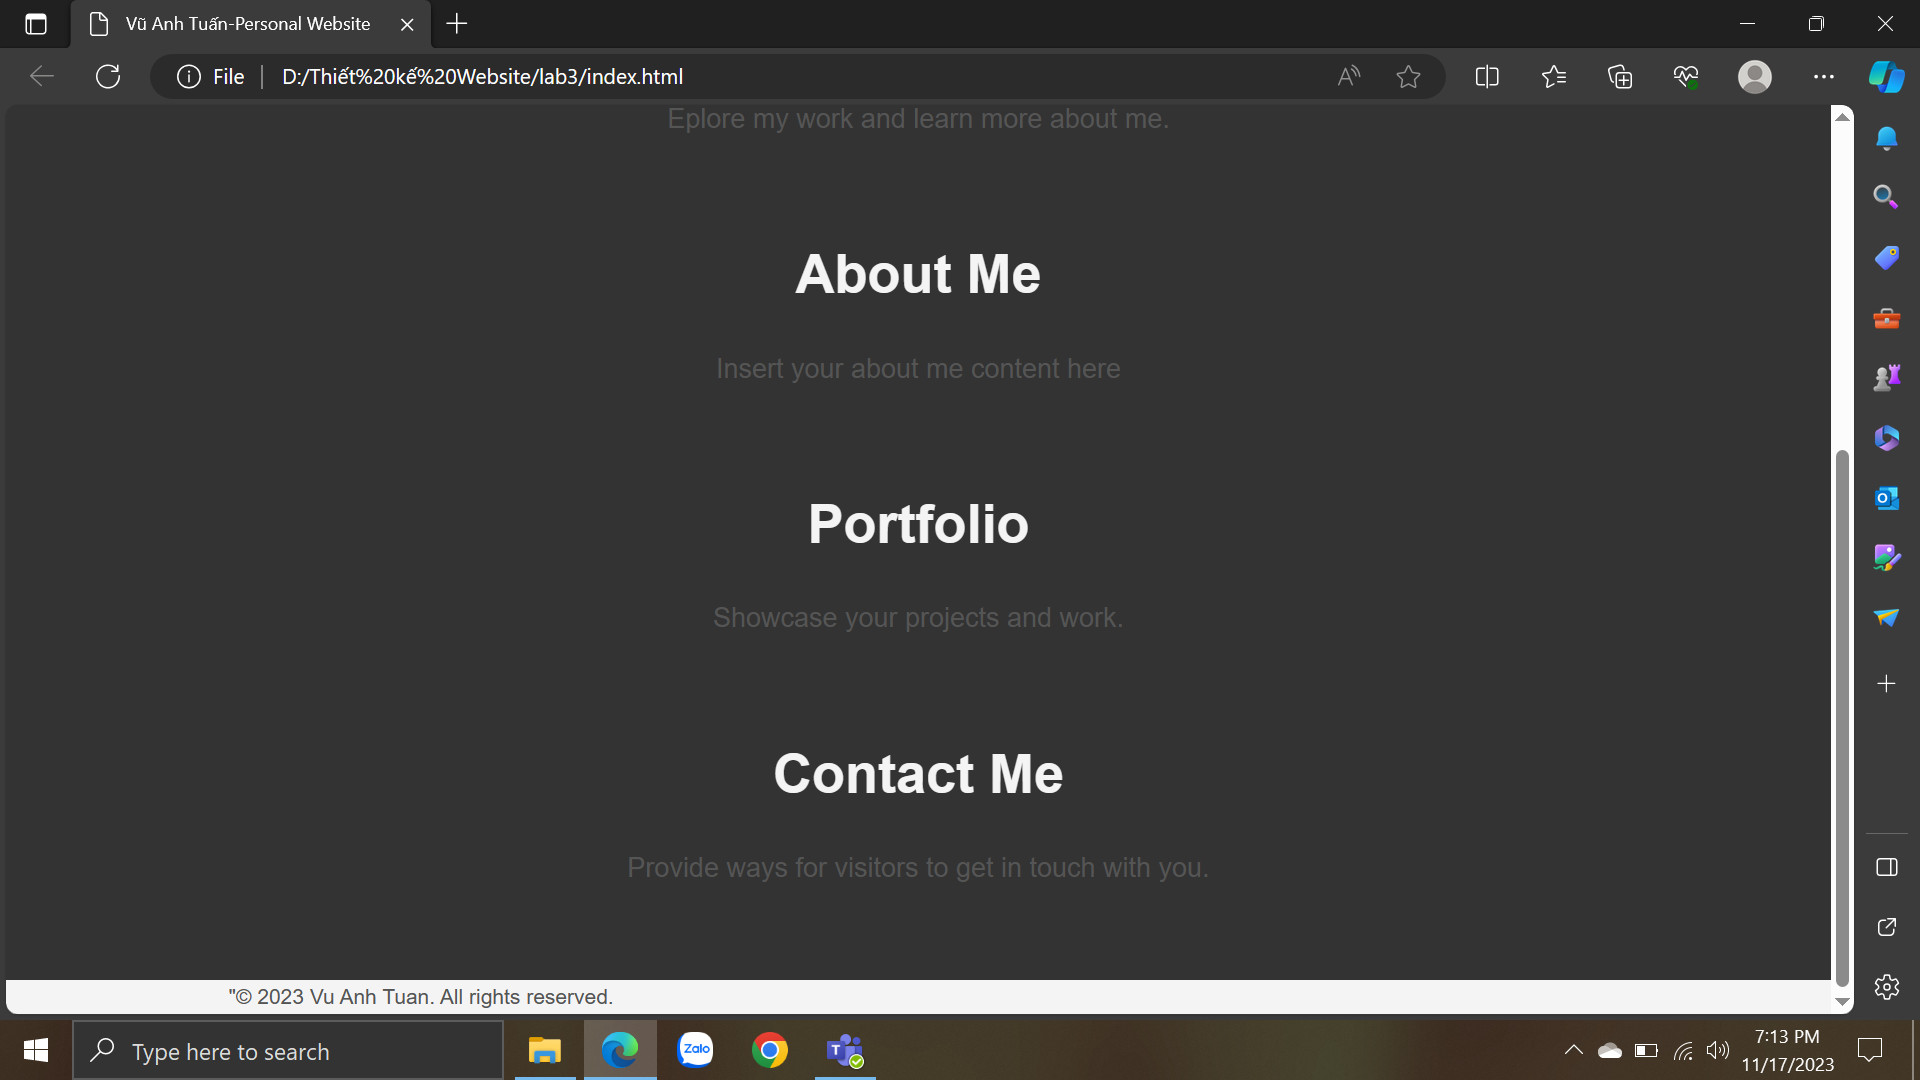 Vũ Anh Tuấn-Personal Website
File
D:/Thiết%20kế%20Website/lab3/index.html
Eplore my work and learn more about me.
About Me
Insert your about me content here
Portfolio
Showcase your projects and work.
Contact Me
Provide ways for visitors to get in touch with you.
"© 2023 Vu Anh Tuan. All rights reserved.
Type here to search
Zalo
7:13 PM
11/17/2023